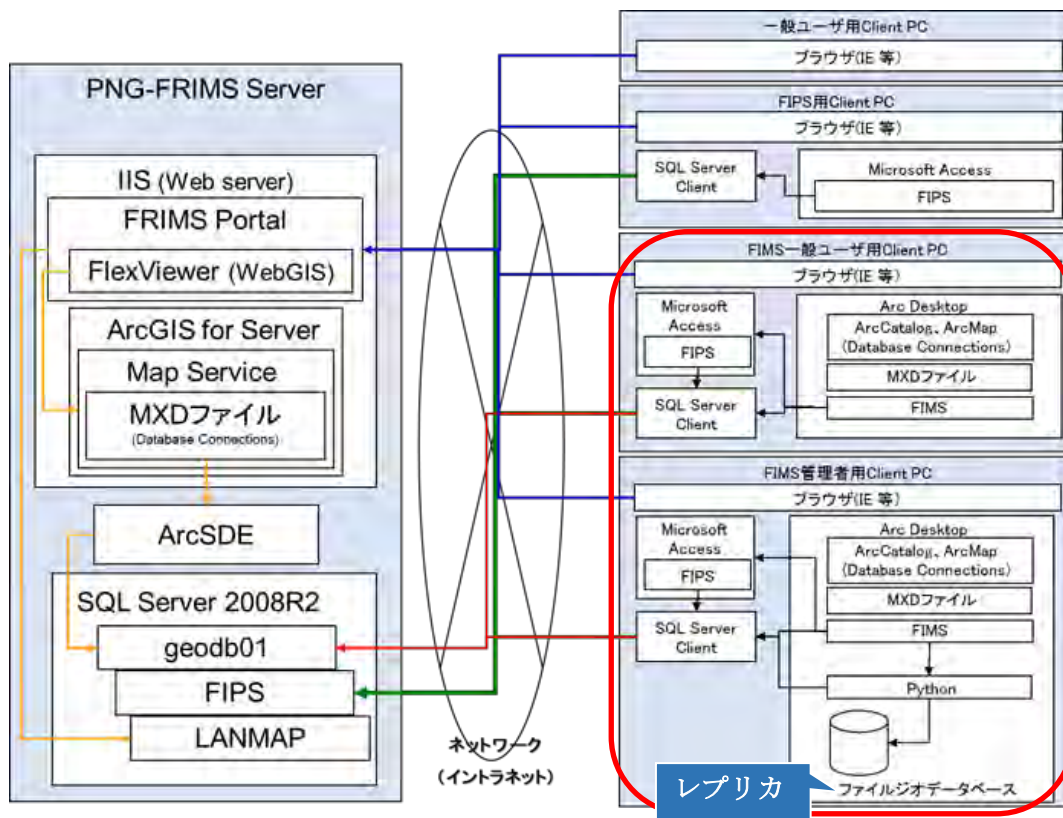 PNG-FRIMS Server
IIS (Web server)
FRIMS Portal
FlexViewer (WebGIS)
ArcGIS for Server
Map Service
MXDファイル
(Database Connections)
ArcSDE
SQL Server 2008R2
geodb01
FIPS
LANMAP
ネットワーク
(イントラネット)
一般ユーザ用Client PC
ブラウザ(IE 等)
FIPS用Client PC
ブラウザ(IE 等)
SQL Server
Client
Microsoft Access
FIPS
FIMS一般ユーザ用Client PC
ブラウザ(IE 等)
Microsoft
Access
FIPS
SQL Server
Client
Arc Desktop
ArcCatalog、ArcMap
(Database Connections)
MXDファイル
FIMS
FIMS管理者用Client PC
ブラウザ(IE 等)
Microsoft
Access
FIPS
SQL Server
Client
Arc Desktop
ArcCatalog、ArcMap
(Database Connections)
MXDファイル
FIMS
Python
ファイルジオデータベース
レプリカ